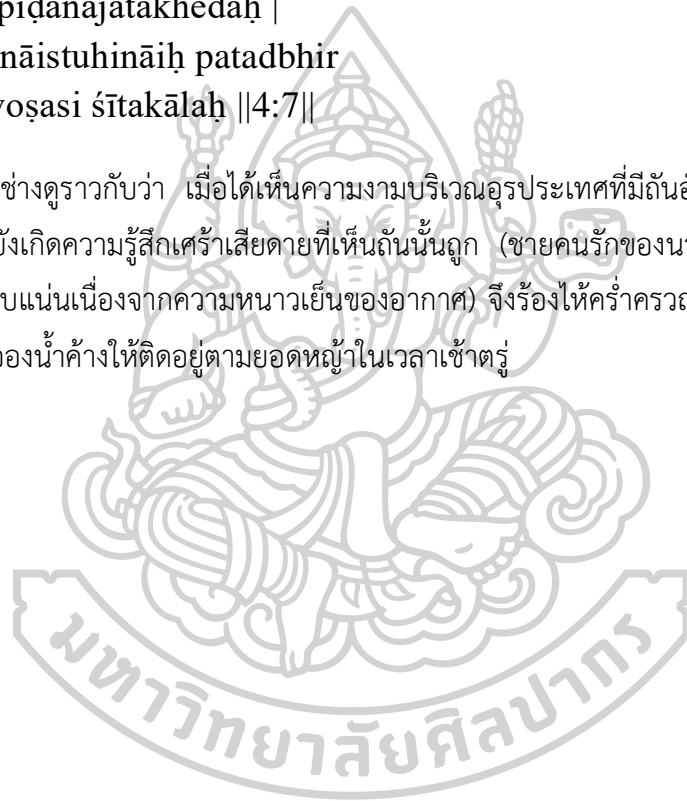 pīḍanajātakhedaḥ |
nāistuhināiḥ patadbhir
oṣasi śītakālaḥ ||4:7||
ช่างดูราวกับว่า เมื่อได้เห็นความงามบริเวณอุรประเทศที่มีถัน
ยังเกิดความรู้สึกเศร้าเสียดายที่เห็นถันนั้นถูก (ชายคนรักของ
บแน่นเนื่องจากความหนาวเย็นของอากาศ) จึงร้องไห้คร่ำครวญ
องน้ำค้างให้ติดอยู่ตามยอดหญ้าในเวลาเช้าตรู่
มหาวิทยาลัยศิลปากร